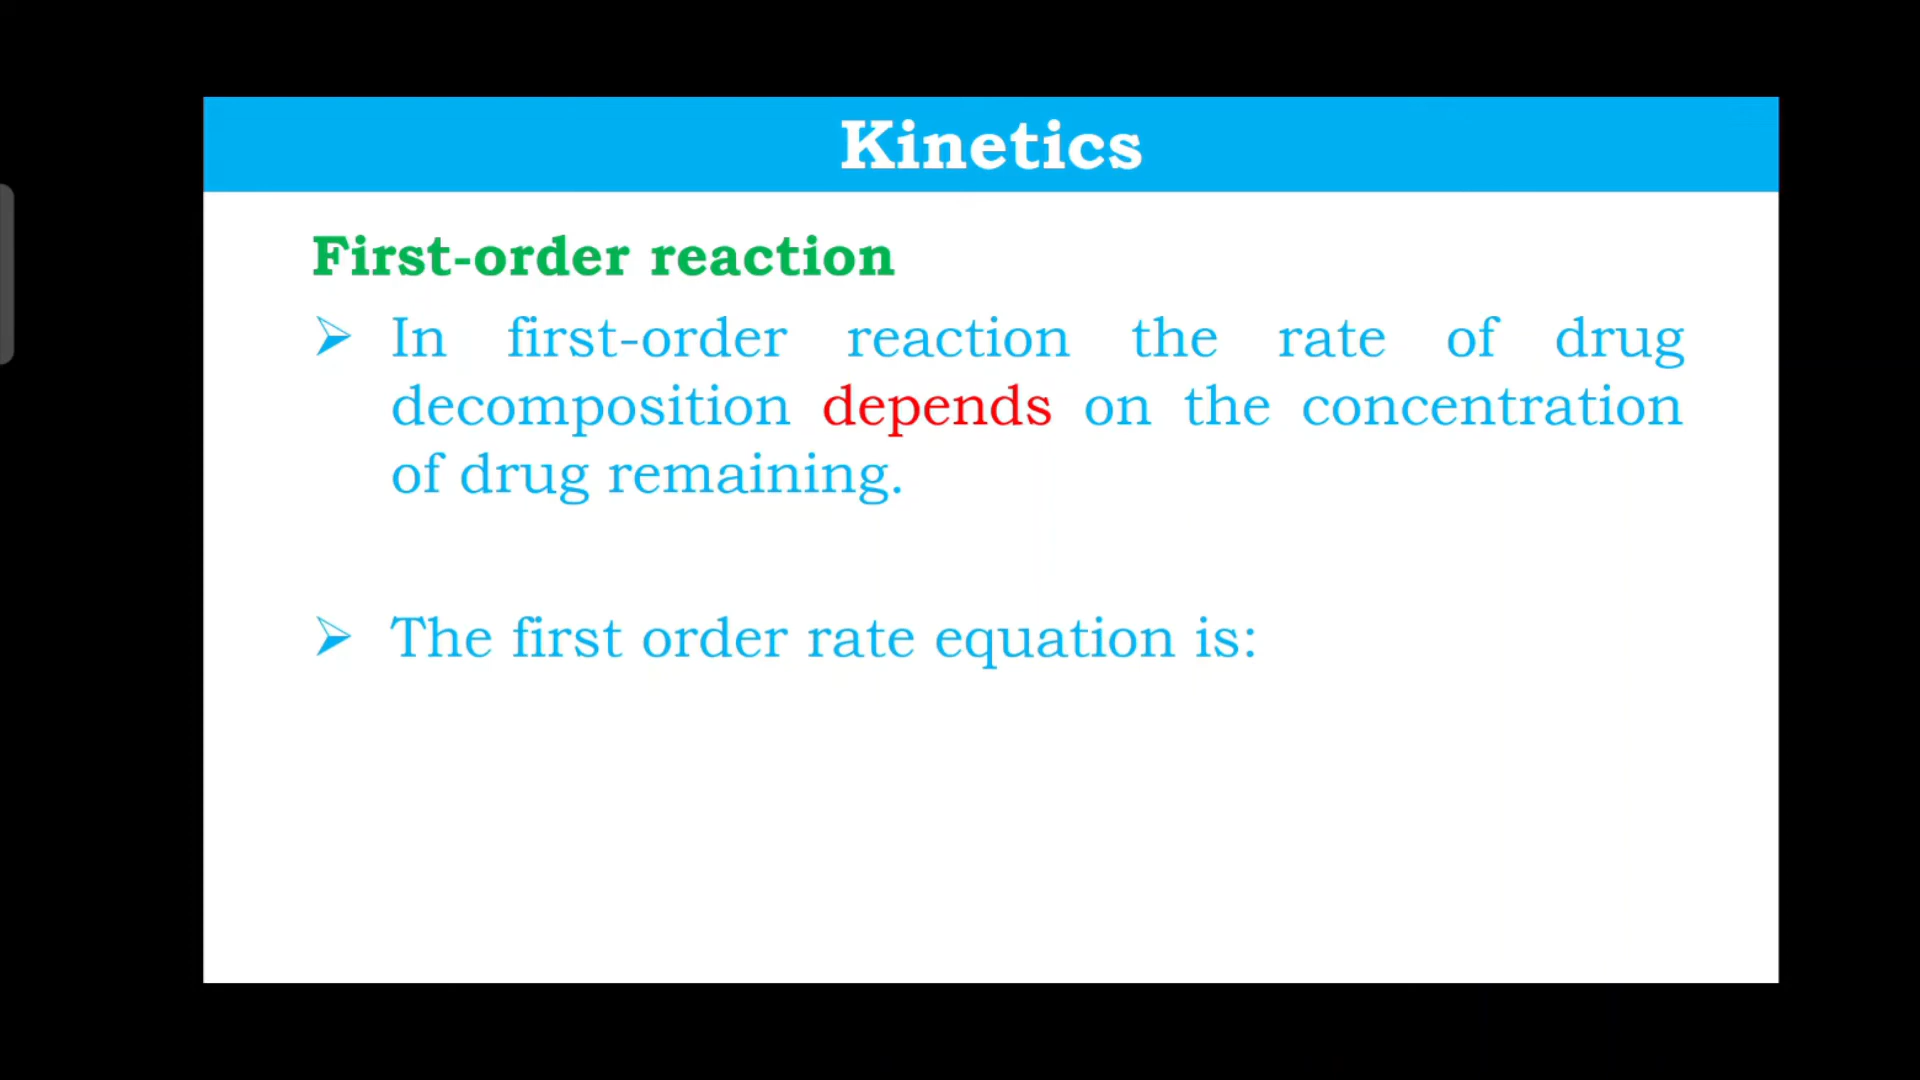 Kinetics
First-order reaction
➢ In first-order reaction the rate of drug
decomposition depends on the concentration
of drug remaining.
➢ The first order rate equation is: